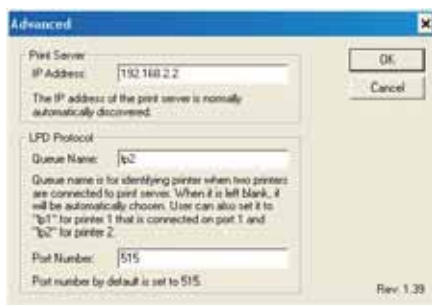 Advanced
Print Server
IP Address:
192.168.2.2
The IP address of the print server is normally
automatically discovered.
LPD Protocol
Queue Name:
lp2
Queue name is for identifying printer when two printers
are connected to print server. When it is left blank, it
will be automatically chosen. User can also set it to
"lp1" for printer 1 that is connected on port 1 and
"lp2" for printer 2.
Port Number:
515
Port number by default is set to 515.
OK
Cancel
Rev: 1.39